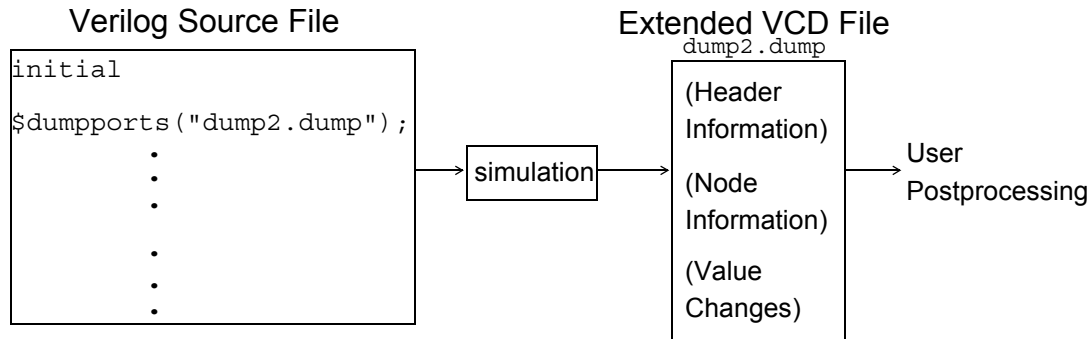 Verilog Source File
initial
$dumpports("dump2.dump");
simulation
Extended VCD File
dump2.dump
(Header
Information)
(Node
Information)
(Value
Changes)
User
Postprocessing